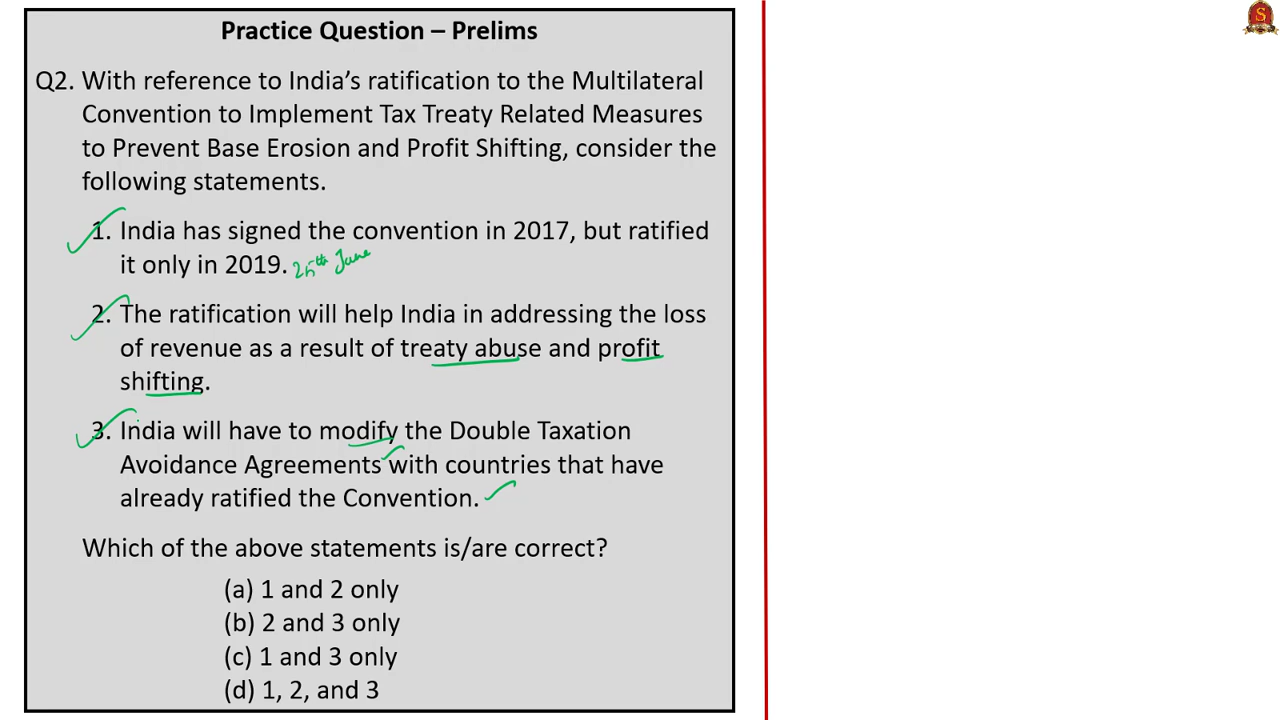 Practice Question – Prelims
Q2. With reference to India's ratification to the Multilateral
Convention to Implement Tax Treaty Related Measures
to Prevent Base Erosion and Profit Shifting, consider the
following statements.
1. India has signed the convention in 2017, but ratified
it only in 2019. 25th June
2. The ratification will help India in addressing the loss
of revenue as a result of treaty abuse and profit
shifting.
3. India will have to modify the Double Taxation
Avoidance Agreements with countries that have
already ratified the Convention.
Which of the above statements is/are correct?
(a) 1 and 2 only
(b) 2 and 3 only
(c) 1 and 3 only
(d) 1, 2, and 3
S